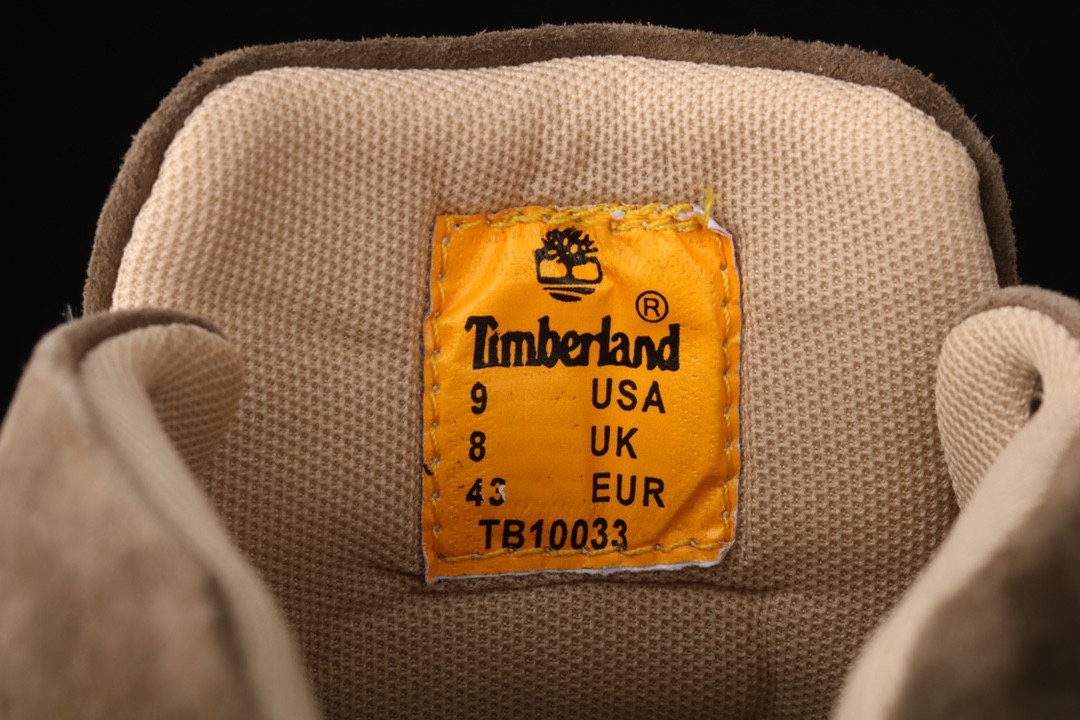 ®
Timberland
9 USA
8 UK
43 EUR
TB10033